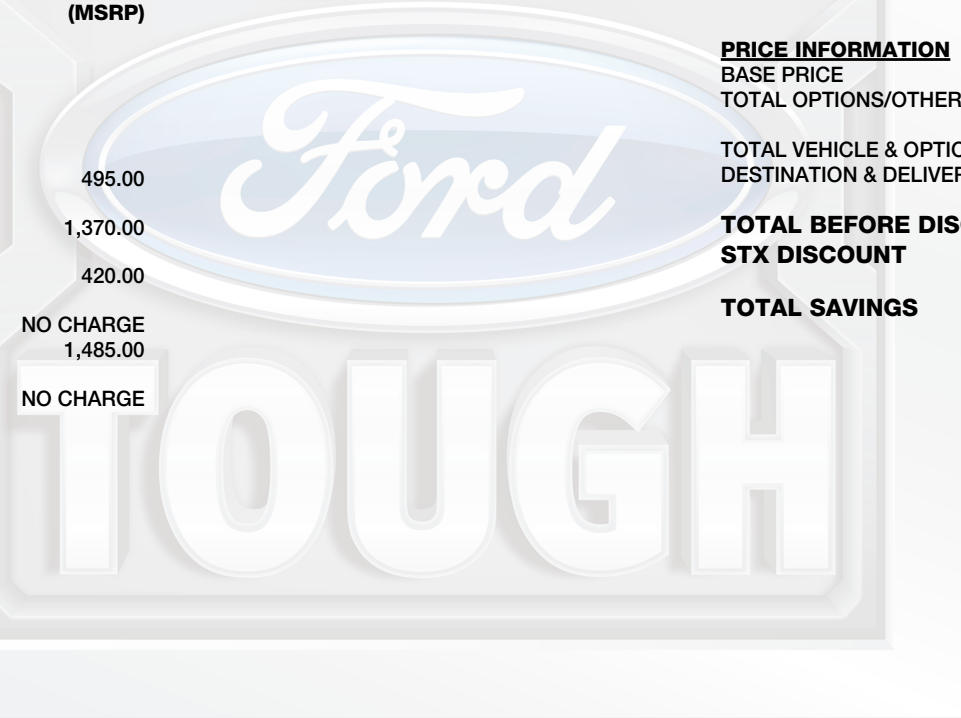 (MSRP)
495.00
1,370.00
420.00
NO CHARGE
1,485.00
NO CHARGE
PRICE INFORMATION
BASE PRICE
TOTAL OPTIONS/OTHER
TOTAL VEHICLE & OPTIO
DESTINATION & DELIVER
TOTAL BEFORE DISC
STX DISCOUNT
TOTAL SAVINGS
Ford
TOUGH